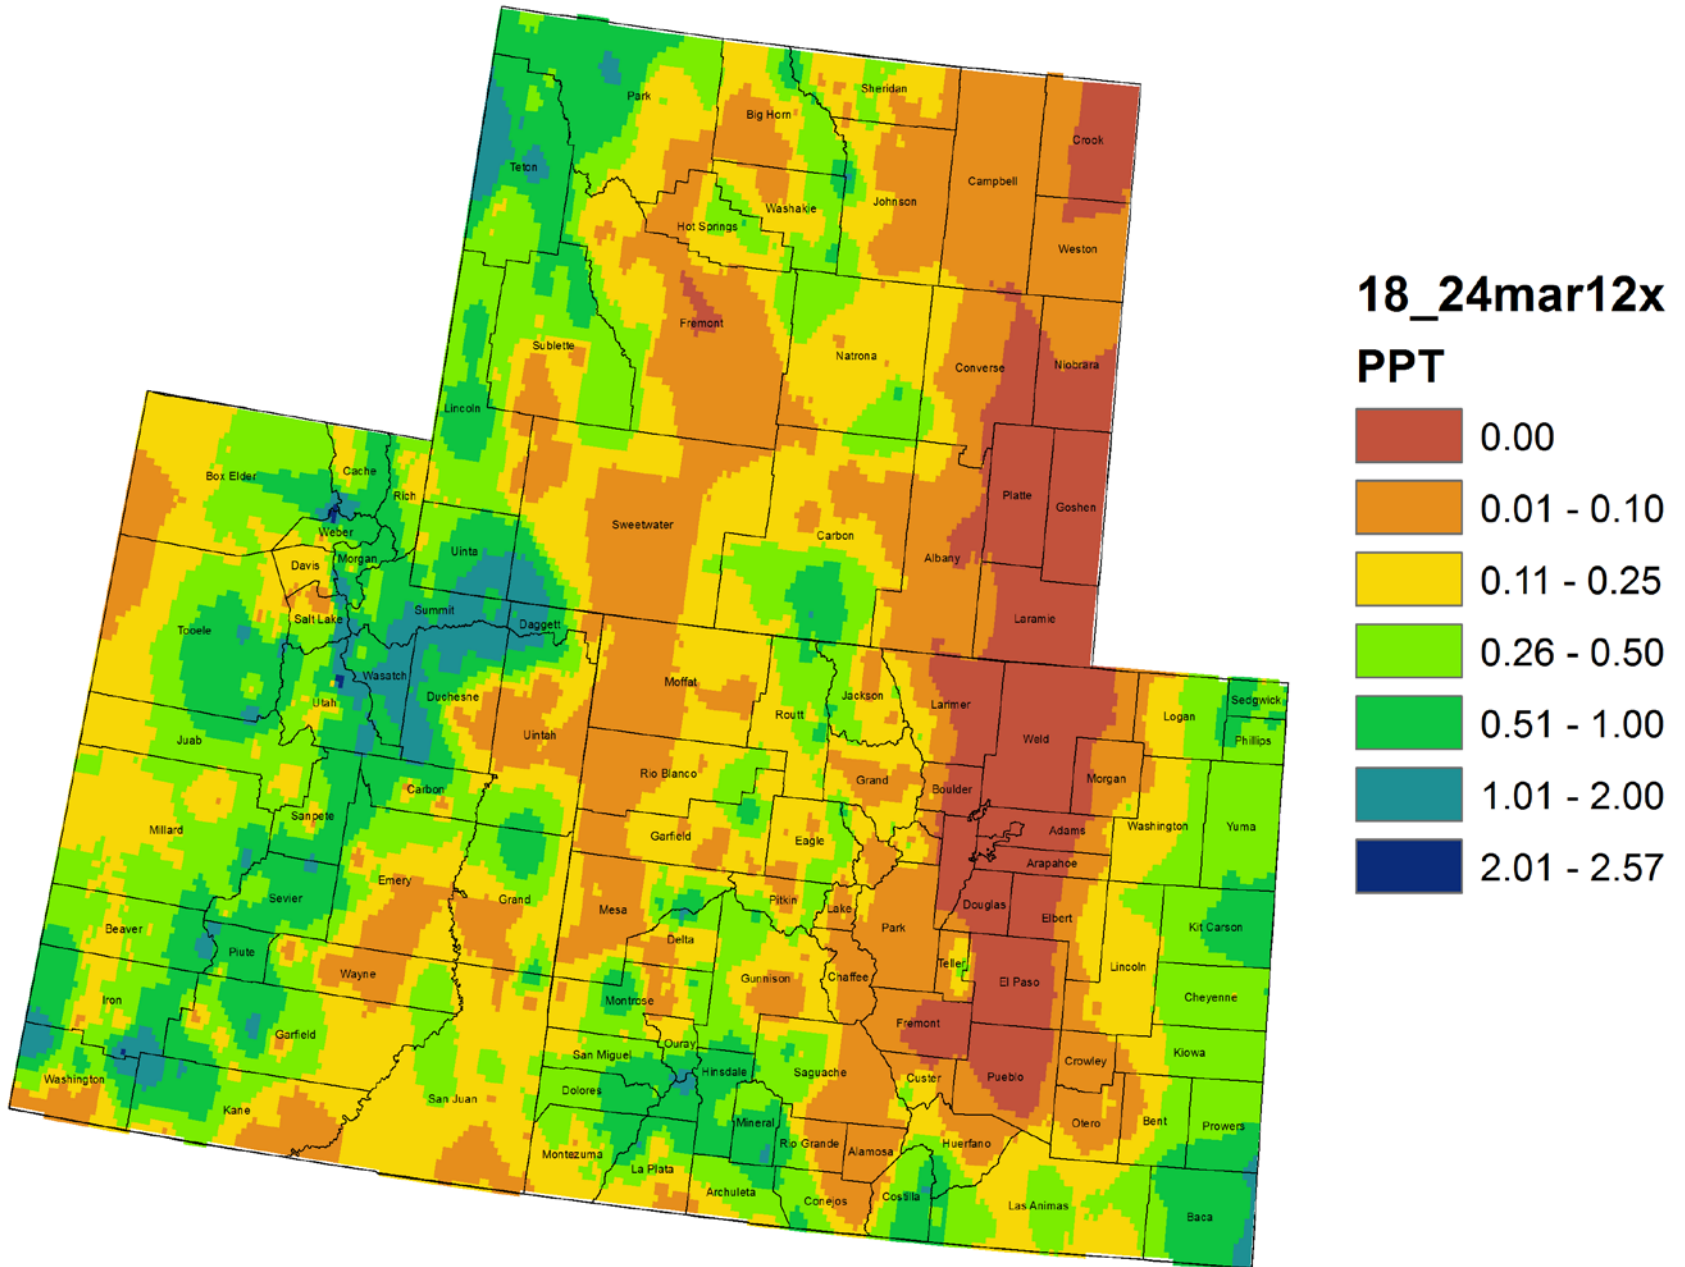 Park
Big Horn
Sheridan
Crook
Teton
Campbell
Johnson
Washakie
Hot Springs
Weston
Fremont
Sublette
Natrona
Converse
Niobrara
Lincoln
Box Elder
Cache
Rich
Sweetwater
Platte
Goshen
Carbon
Weber
Uinta
Albany
Morgan
Davis
Summit
Salt Lake
Daggett
Laramie
Tooele
Wasatch
Duchesne
Utah
Moffat
Routt
Jackson
Larimer
Sedgwick
Logan
Phillips
Juab
Uintah
Weld
Rio Blanco
Grand
Boulder
Morgan
Carbon
Sanpete
Millard
Garfield
Eagle
Adams
Washington
Yuma
Arapahoe
Emery
Sevier
Grand
Mesa
Pitkin
Lake
Park
Douglas
Elbert
Kit Carson
Beaver
Piute
Delta
Wayne
Gunnison
Chaffee
Teller
Lincoln
El Paso
Cheyenne
Iron
Montrose
Garfield
Fremont
Ouray
San Miguel
Hinsdale
Saguache
Crowley
Kiowa
Custer
Pueblo
Washington
Dolores
San Juan
Kane
Mineral
Otero
Bent
Prowers
Rio Grande
Alamosa
Huerfano
Montezuma
La Plata
Archuleta
Conejos
Costilla
Las Animas
Baca
18_24mar12x
PPT
0.00
0.01 - 0.10
0.11 - 0.25
0.26 - 0.50
0.51 - 1.00
1.01 - 2.00
2.01 - 2.57